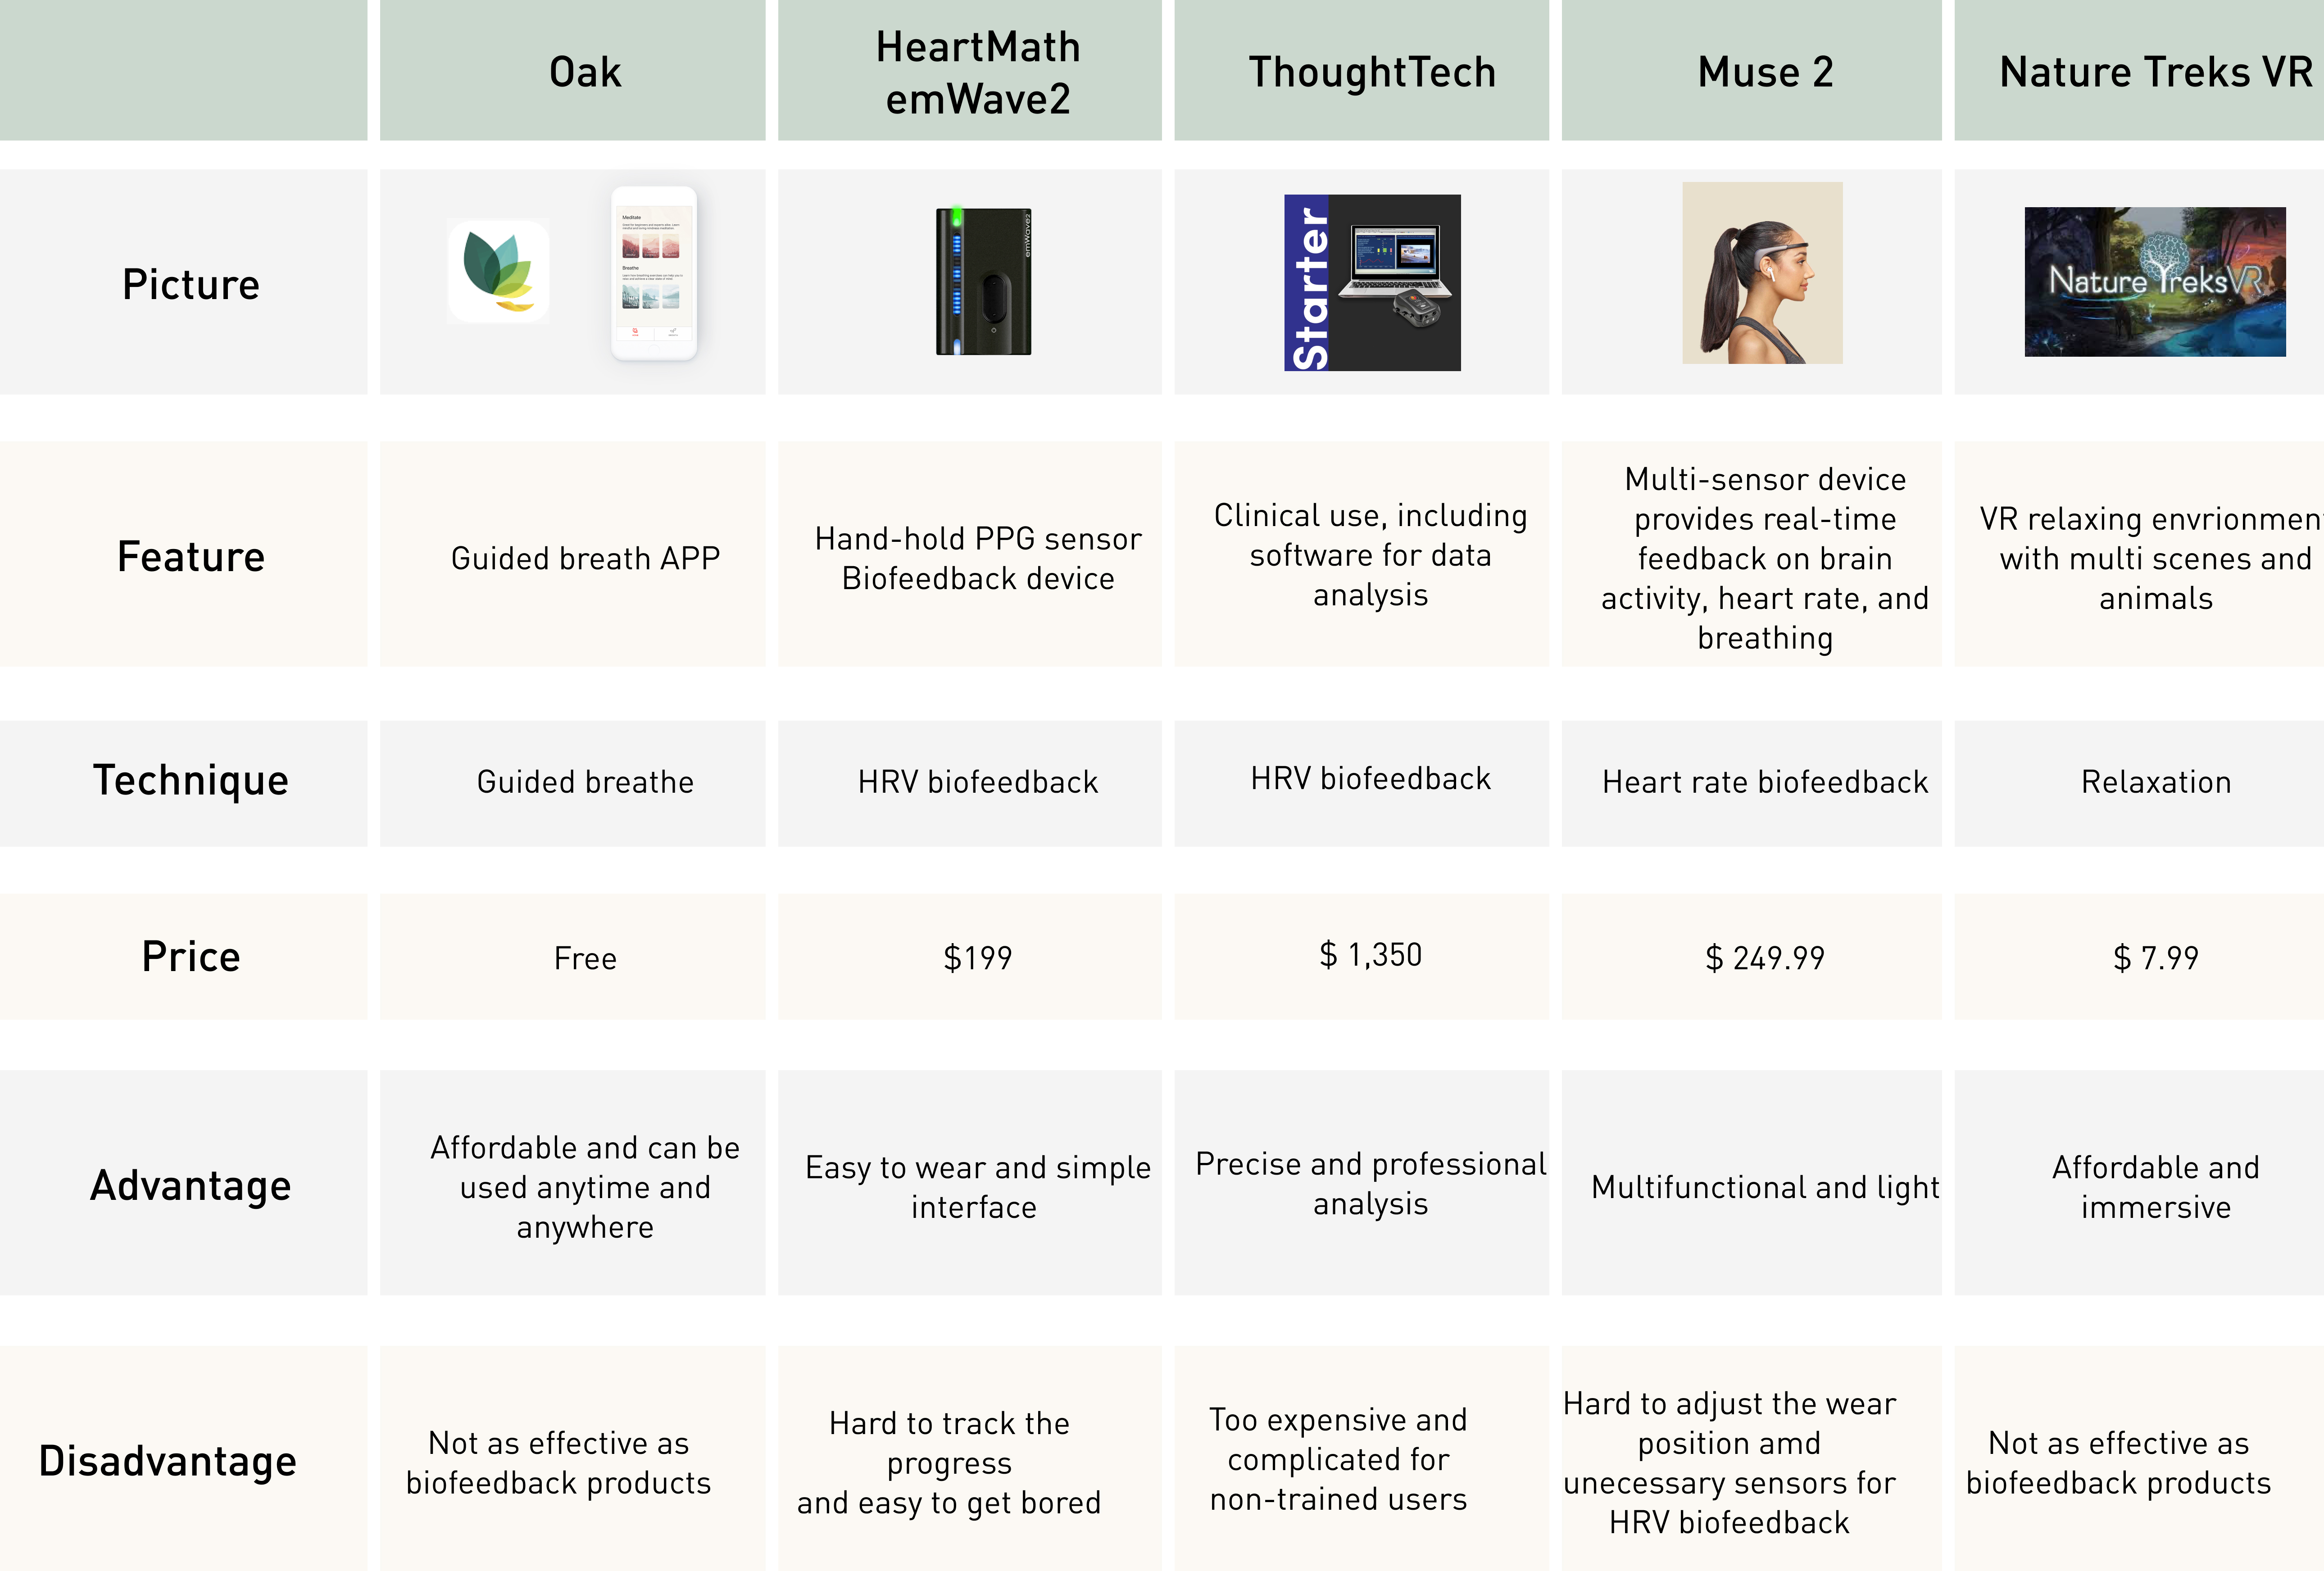 Oak
HeartMath
emWave2
ThoughtTech
Muse 2
Nature Treks VR
Picture
Meditate
Breathe
emWave2
Starter
Nature TreksVR
Feature
Guided breath APP
Hand-hold PPG sensor
Biofeedback device
Clinical use, including
software for data
analysis
Multi-sensor device
provides real-time
feedback on brain
activity, heart rate, and
breathing
VR relaxing envrionment
with multi scenes and
animals
Technique
Guided breathe
HRV biofeedback
HRV biofeedback
Heart rate biofeedback
Relaxation
Price
Free
$199
$ 1,350
$ 249.99
$ 7.99
Advantage
Affordable and can be
used anytime and
anywhere
Easy to wear and simple
interface
Precise and professional
analysis
Multifunctional and light
Affordable and
immersive
Disadvantage
Not as effective as
biofeedback products
Hard to track the
progress
and easy to get bored
Too expensive and
complicated for
non-trained users
Hard to adjust the wear
position amd
unecessary sensors for
HRV biofeedback
Not as effective as
biofeedback products